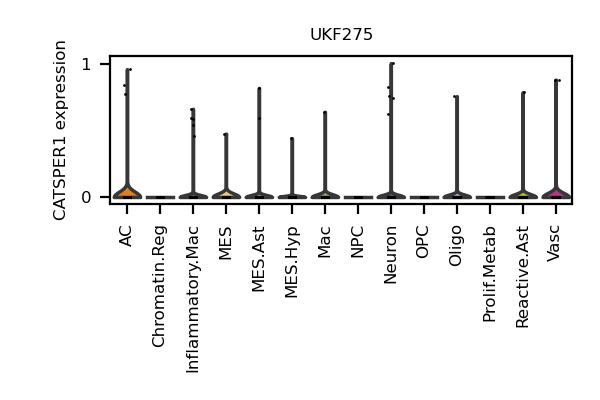 UKF275
CATSPER1 expression
1
0
AC
Chromatin.Reg
Inflammatory.Mac
MES
MES.Ast
MES.Hyp
Mac
NPC
Neuron
OPC
Oligo
Prolif.Metab
Reactive.Ast
Vasc